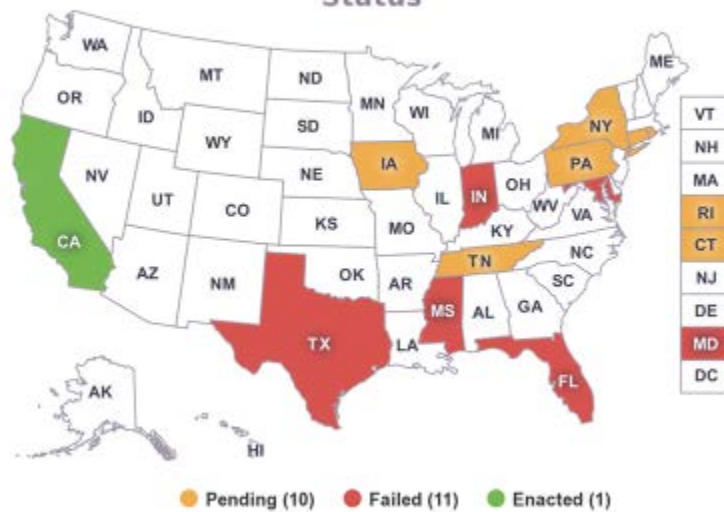 Status
WA
ME
MT
ND
MN
OR
VT
ID
WI
SD
NY
NH
MI
WY
MA
IA
PA
NE
RI
NV
OH
IL
IN
UT
CT
CO
WV
CA
VA
KS
MO
KY
NJ
NC
TN
DE
OK
AZ
NM
AR
SC
MD
MS
AL
GA
DC
TX
LA
FL
AK
HI
Pending (10)
Failed (11)
Enacted (1)